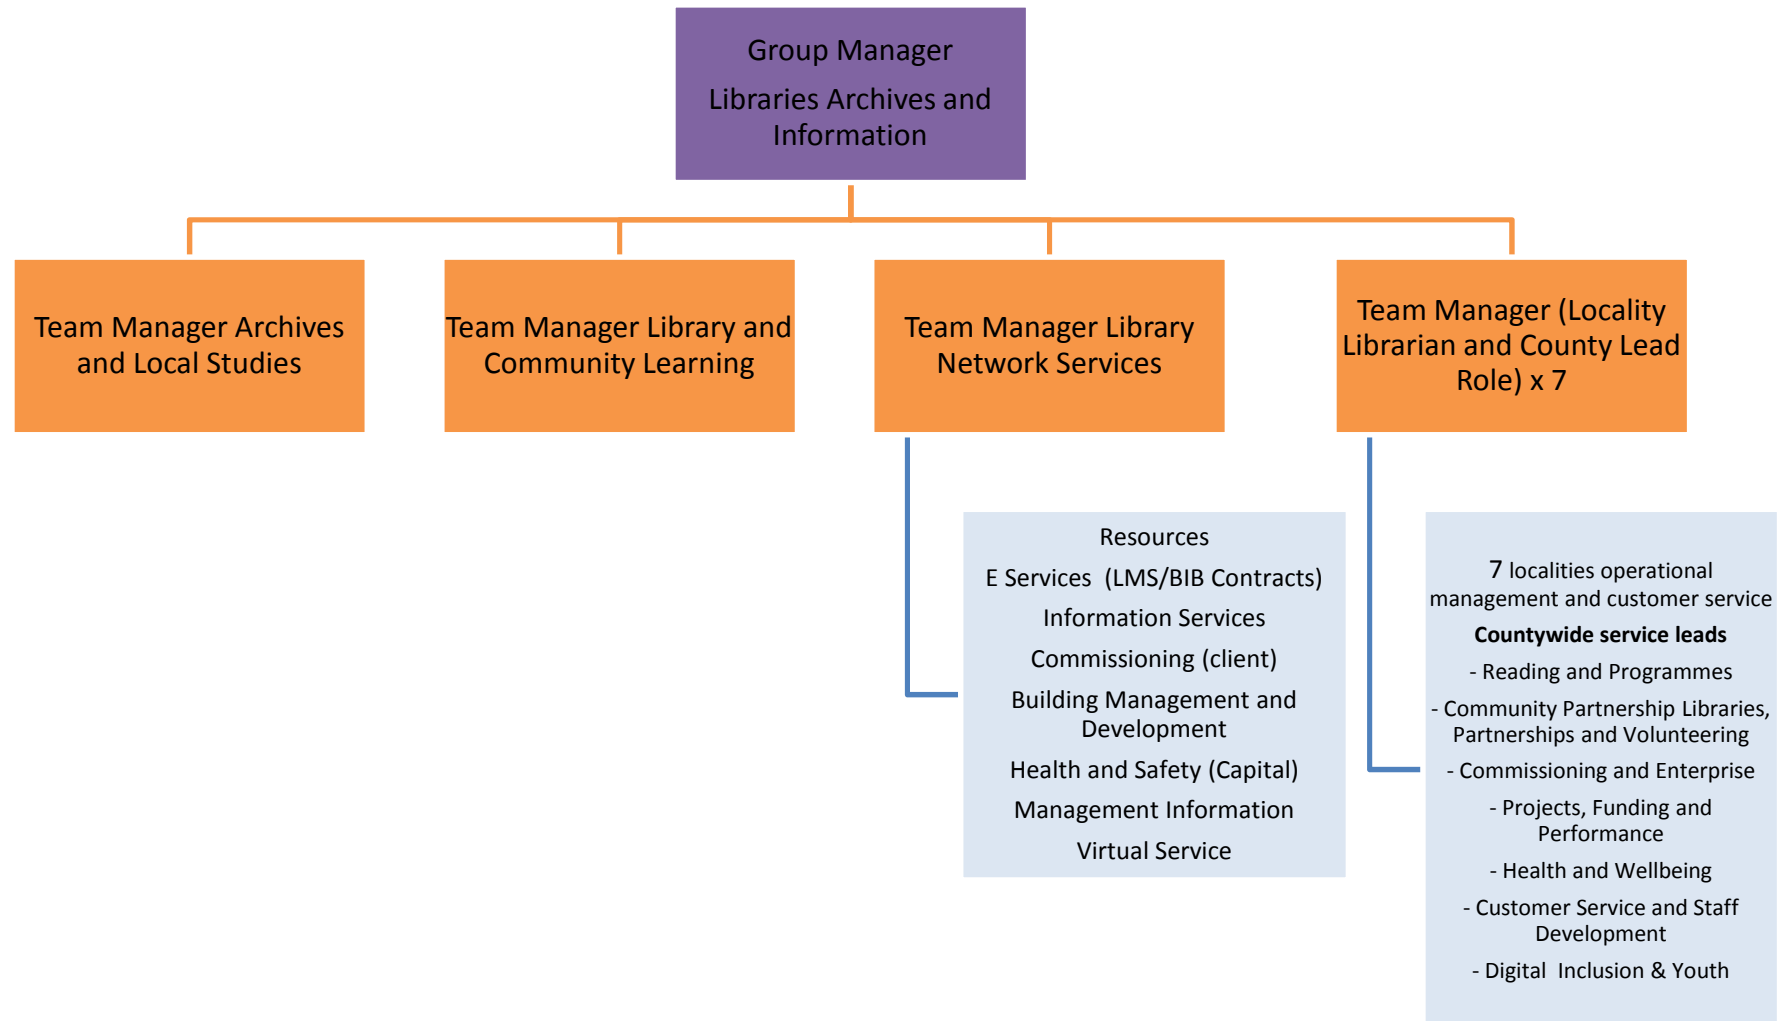 Group Manager
Libraries Archives and
Information
Team Manager Archives
and Local Studies
Team Manager Library and
Community Learning
Team Manager Library
Network Services
Team Manager (Locality
Librarian and County Lead
Role) x 7
Resources
E Services  (LMS/BIB Contracts)
Information Services
Commissioning (client)
Building Management and
Development
Health and Safety (Capital)
Management Information
Virtual Service
7 localities operational
management and customer service
Countywide service leads
- Reading and Programmes
- Community Partnership Libraries,
Partnerships and Volunteering
- Commissioning and Enterprise
- Projects, Funding and
Performance
- Health and Wellbeing
- Customer Service and Staff
Development
- Digital  Inclusion & Youth